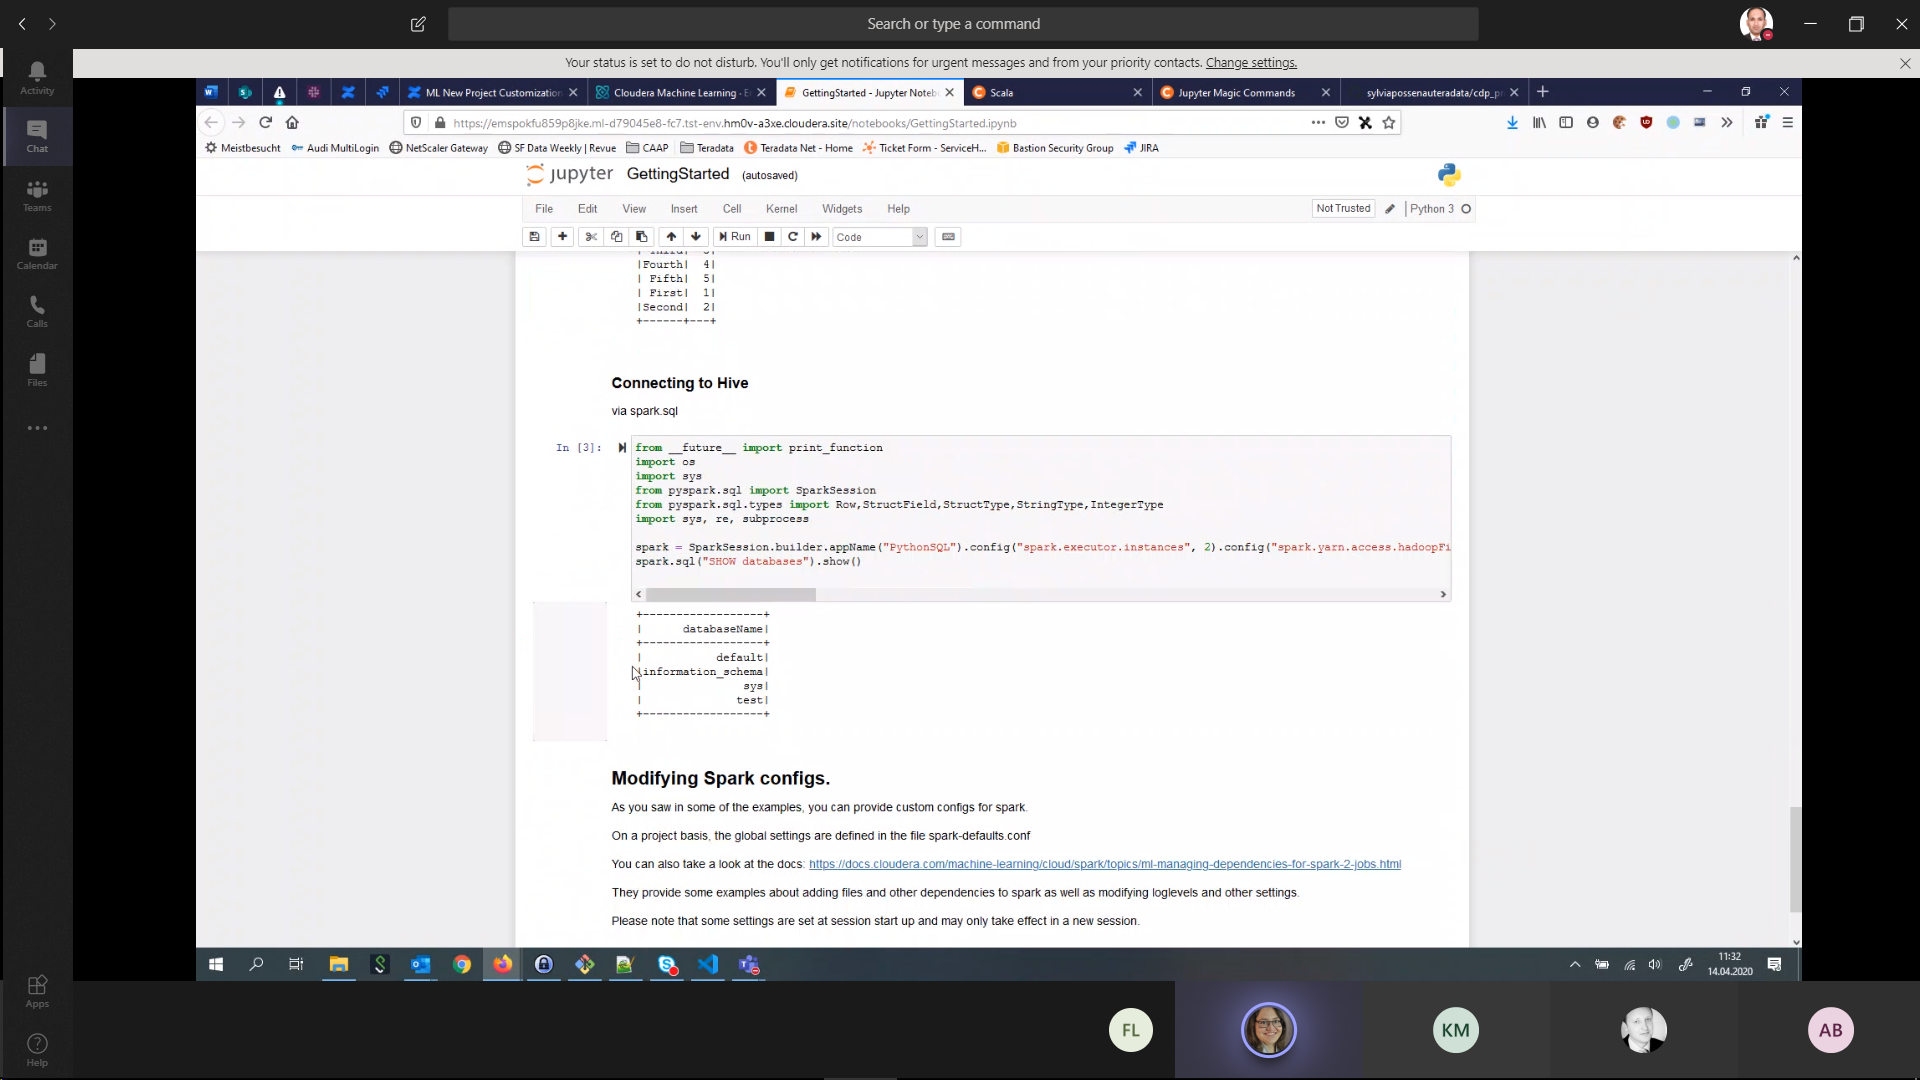 Search or type a command
Your status is set to do not disturb. You'll only get notifications for urgent messages and from your priority contacts. Change settings.
Activity
Chat
Teams
Calendar
Calls
Files
Apps
Help
ML New Project Customization
Cloudera Machine Learning - E
GettingStarted - Jupyter Noteb
Scala
Jupyter Magic Commands
sylviapossenauteradata/cdp_pr
https://emspokfu859p8jke.ml-d79045e8-fc7.tst-env.hm0v-a3xe.cloudera.site/notebooks/GettingStarted.ipynb
Meistbesucht
Audi MultiLogin
NetScaler Gateway
SF Data Weekly | Revue
CAAP
Teradata
Teradata Net - Home
Ticket Form - ServiceH...
Bastion Security Group
JIRA
jupyter GettingStarted (autosaved)
File Edit View Insert Cell Kernel Widgets Help
Not Trusted
Python 3
Run
Code
|Fourth| 4|
| Fifth| 5|
| First| 1|
|Second| 2|
+------+---+
Connecting to Hive
via spark.sql
In [3]:
from __future__ import print_function
import os
import sys
from pyspark.sql import SparkSession
from pyspark.sql.types import Row,StructField,StructType,StringType,IntegerType
import sys, re, subprocess
spark = SparkSession.builder.appName("PythonSQL").config("spark.executor.instances", 2).config("spark.yarn.access.hadoopFi
spark.sql("SHOW databases").show()
+------------------+
| databaseName|
+------------------+
| default|
|information_schema|
| sys|
| test|
+------------------+
Modifying Spark configs.
As you saw in some of the examples, you can provide custom configs for spark.
On a project basis, the global settings are defined in the file spark-defaults.conf
You can also take a look at the docs: https://docs.cloudera.com/machine-learning/cloud/spark/topics/ml-managing-dependencies-for-spark-2-jobs.html
They provide some examples about adding files and other dependencies to spark as well as modifying loglevels and other settings.
Please note that some settings are set at session start up and may only take effect in a new session.
11:32
14.04.2020
FL
KM
AB